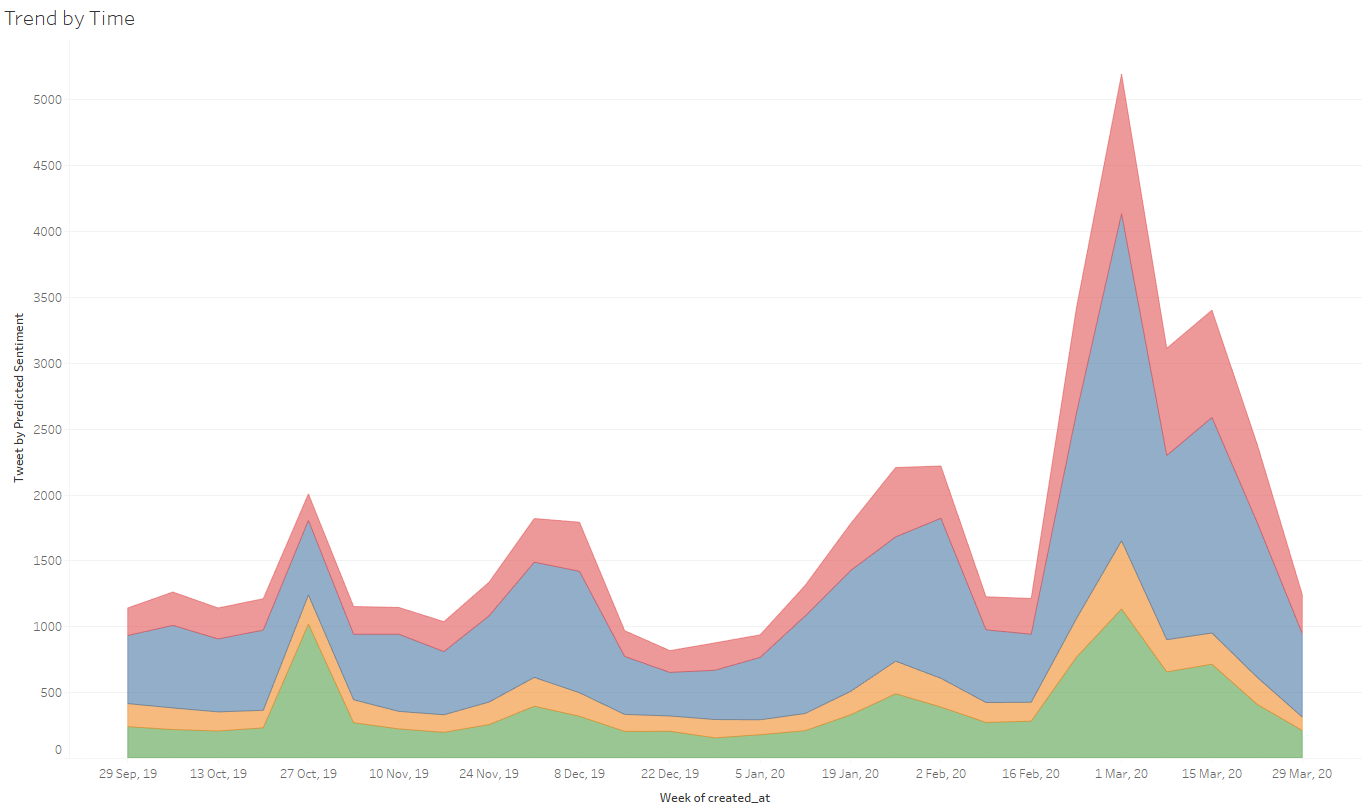 Trend by Time
5000
4500
4000
3500
3000
2500
2000
1500
1000
500
0
Tweet by Predicted Sentiment
29 Sep, 19
13 Oct, 19
27 Oct, 19
10 Nov, 19
24 Nov, 19
8 Dec, 19
22 Dec, 19
5 Jan, 20
19 Jan, 20
2 Feb, 20
16 Feb, 20
1 Mar, 20
15 Mar, 20
29 Mar, 20
Week of created_at